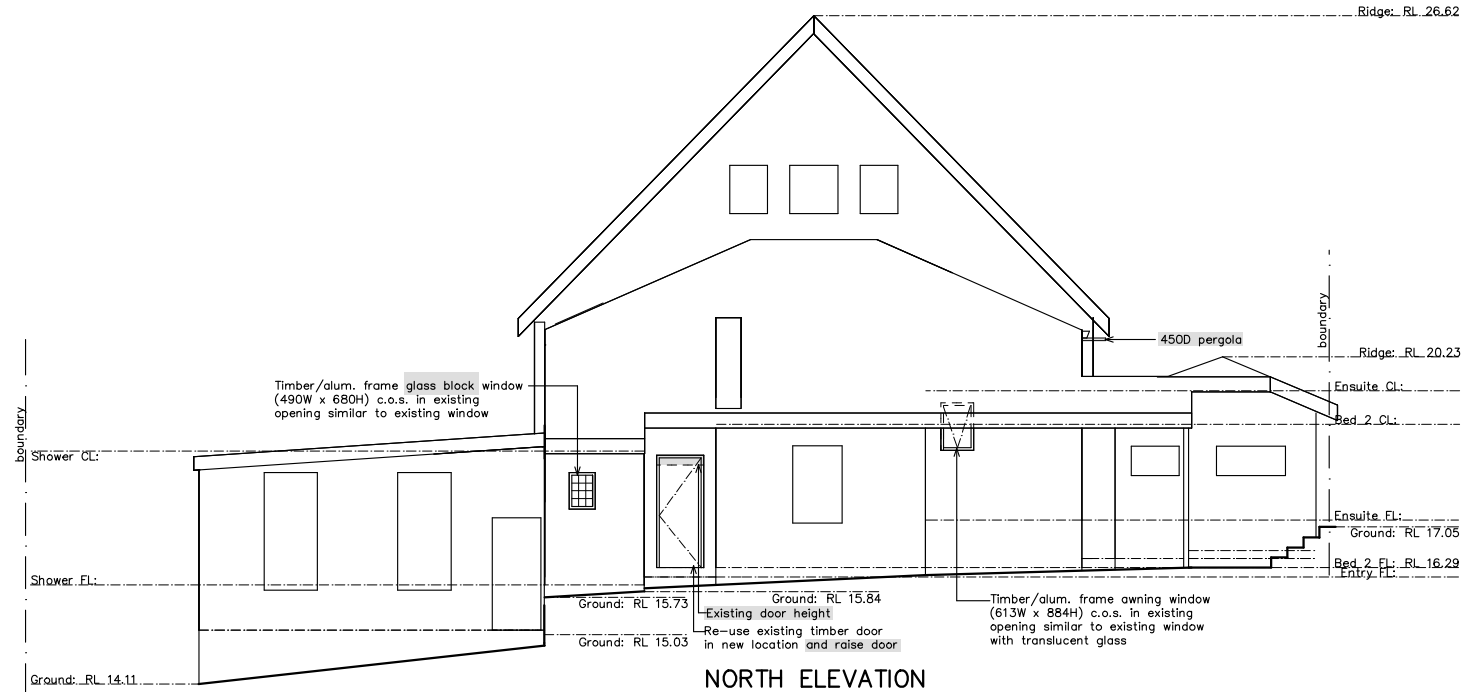 Ridge: RL 26.62
boundary
450D pergola
Ridge: RL 20.23
Timber/alum. frame glass block window
(490W x 680H) c.o.s. in existing
opening similar to existing window
Ensuite CL:
boundary
Bed 2 CL:
Shower CL:
Ensuite FL:
Ground: RL 17.05
Bed 2 FL: RL 16.29
Entry FL:
Shower FL:
Ground: RL 15.73
Ground: RL 15.84
Existing door height
Timber/alum. frame awning window
(613W x 884H) c.o.s. in existing
opening similar to existing window
with translucent glass
Re-use existing timber door
in new location and raise door
Ground: RL 15.03
Ground: RL 14.11
NORTH ELEVATION